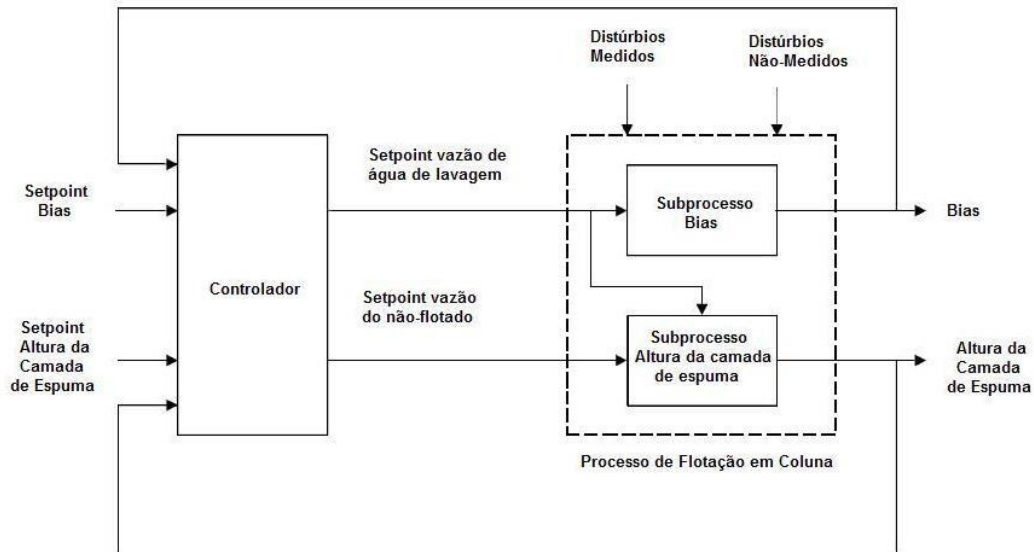 Distúrbios
Medidos
Distúrbios
Não-Medidos
Setpoint vazão de
água de lavagem
Setpoint
Bias
Subprocesso
Bias
Bias
Controlador
Setpoint vazão
do não-flotado
Setpoint
Altura da
Camada
de Espuma
Subprocesso
Altura da camada
de espuma
Altura da
Camada
de Espuma
Processo de Flotação em Coluna